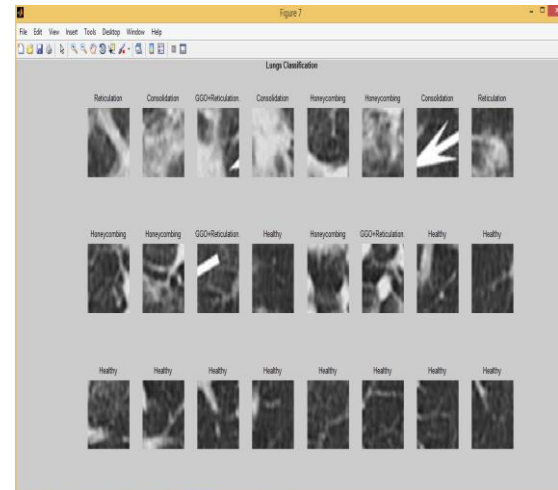 Figure 7
File Edit View Insert Tools Desktop Window Help
Lungs Classification
Reticulation Consolidation GGO+Reticulation Consolidation Honeycombing Honeycombing Consolidation Reticulation
Honeycombing Honeycombing GGO+Reticulation Healthy Honeycombing GGO+Reticulation Healthy Healthy
Healthy Healthy Healthy Healthy Healthy Healthy Healthy Healthy